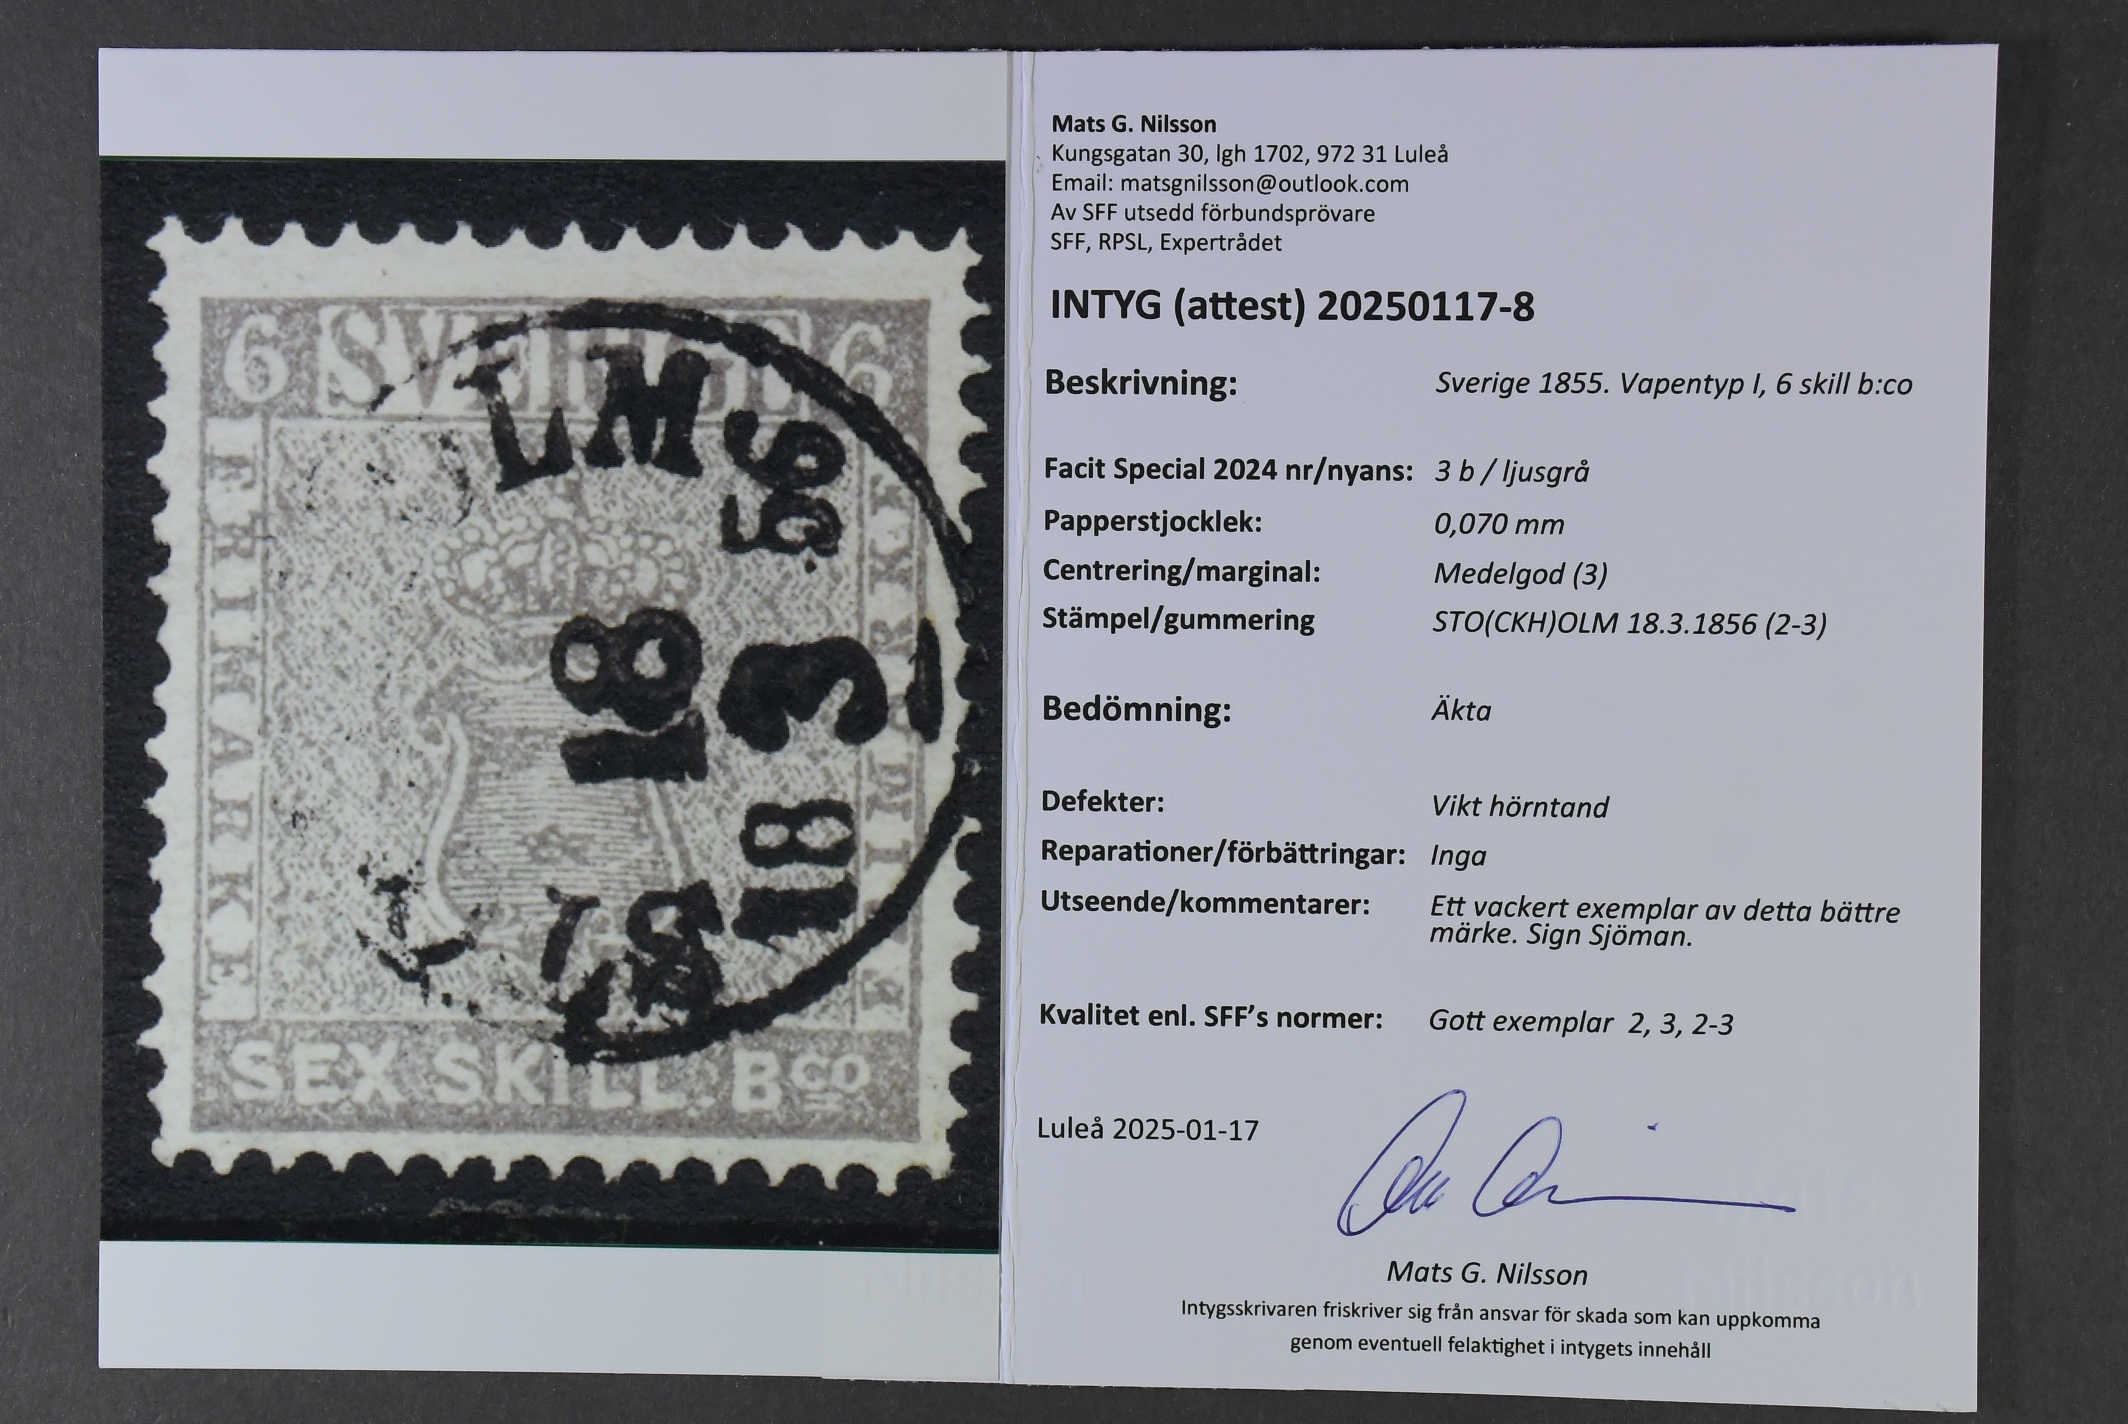 6 SVERIGE 6
FRIMÄRKE
SEX SKILL. BCO
LM
18
3
1856
Mats G. Nilsson
Kungsgatan 30, lgh 1702, 972 31 Luleå
Email: matsgnilsson@outlook.com
Av SFF utsedd förbundsprövare
SFF, RPSL, Expertrådet
INTYG (attest) 20250117-8
Beskrivning: Sverige 1855. Vapentyp I, 6 skill b:co
Facit Special 2024 nr/nyans: 3 b / ljusgrå
Papperstjocklek: 0,070 mm
Centrering/marginal: Medelgod (3)
Stämpel/gummering STO(CKH)OLM 18.3.1856 (2-3)
Bedömning: Äkta
Defekter: Vikt hörntand
Reparationer/förbättringar: Inga
Utseende/kommentarer: Ett vackert exemplar av detta bättre
märke. Sign Sjöman.
Kvalitet enl. SFF's normer: Gott exemplar 2, 3, 2-3
Luleå 2025-01-17
Mats G. Nilsson
Intygsskrivaren friskriver sig från ansvar för skada som kan uppkomma
genom eventuell felaktighet i intygets innehåll
Nilsson
Mats
Nilsson